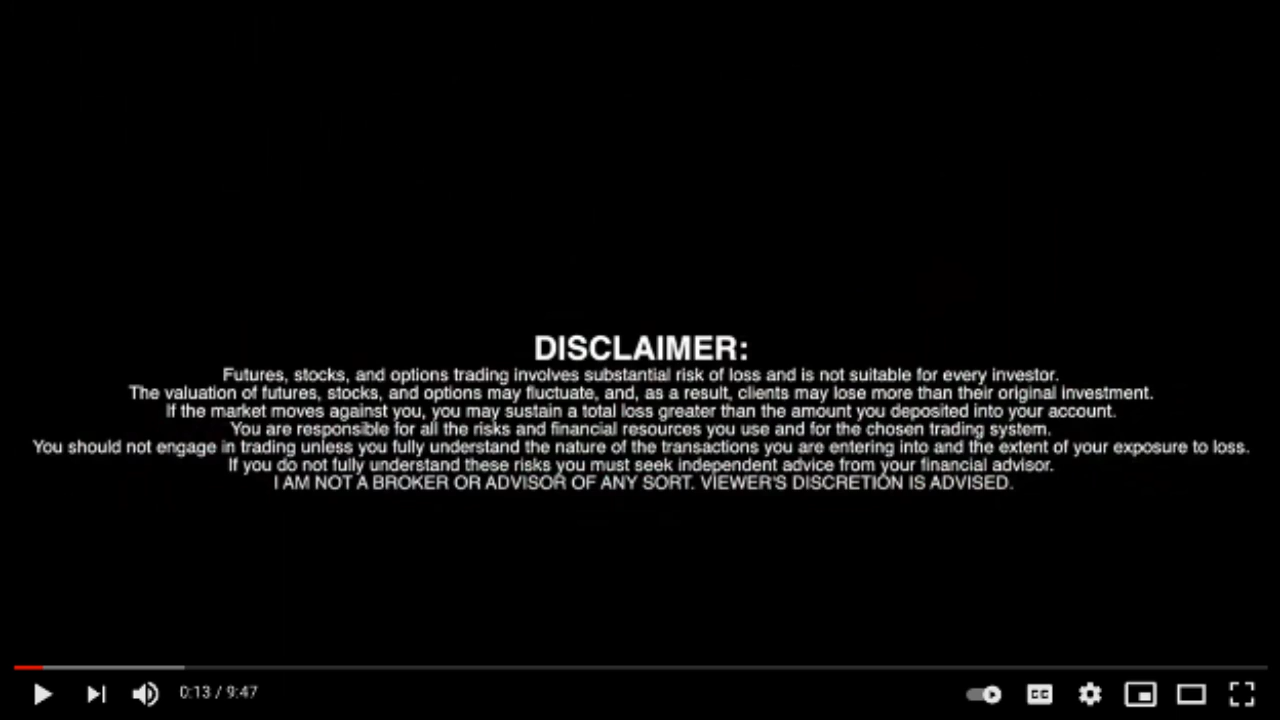 DISCLAIMER:
Futures, stocks, and options trading involves substantial risk of loss and is not suitable for every investor.
The valuation of futures, stocks, and options may fluctuate, and, as a result, clients may lose more than their original investment.
If the market moves against you, you may sustain a total loss greater than the amount you deposited into your account.
You are responsible for all the risks and financial resources you use and for the chosen trading system.
You should not engage in trading unless you fully understand the nature of the transactions you are entering into and the extent of your exposure to loss.
If you do not fully understand these risks you must seek independent advice from your financial advisor.
I AM NOT A BROKER OR ADVISOR OF ANY SORT. VIEWER'S DISCRETION IS ADVISED.
0:13 / 9:47
CC